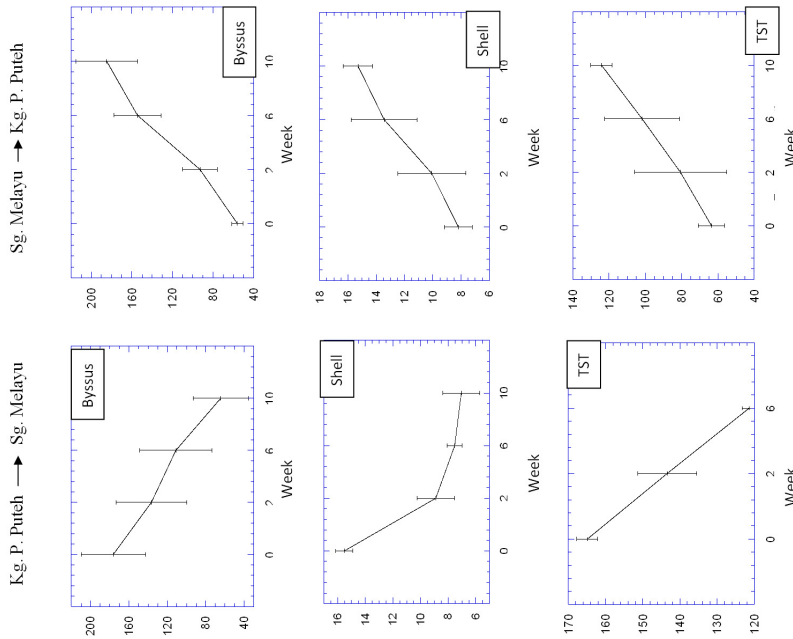 Kg. P. Puteh → Sg. Melayu
Sg. Melayu → Kg. P. Puteh
Byssus
200
160
120
80
40
0 2 6 10
Week
Byssus
200
160
120
80
40
0 2 6 10
Week
Shell
16
14
12
10
8
6
0 2 6 10
Week
Shell
18
16
14
12
10
8
6
0 2 6 10
Week
TST
170
160
150
140
130
120
0 2 6
Week
TST
140
120
100
80
60
40
0 2 6 10
Week